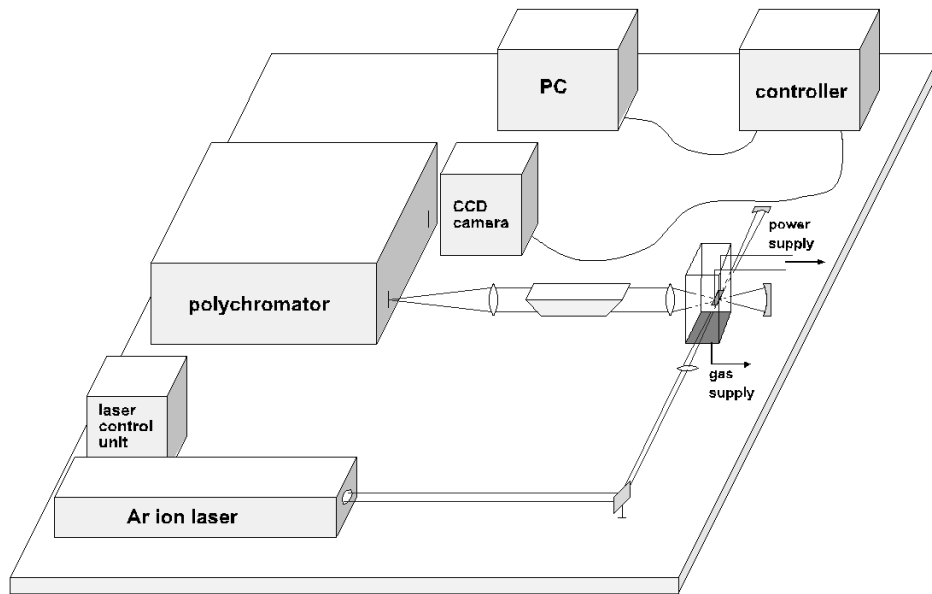 PC
controller
CCD
camera
power
supply
polychromator
gas
supply
laser
control
unit
Ar ion laser